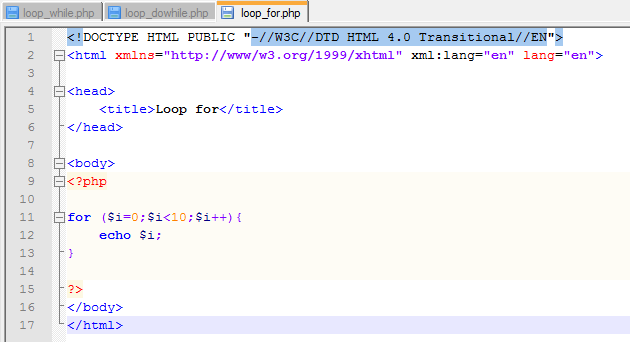 loop_while.php loop_dowhile.php loop_for.php
1 <!DOCTYPE HTML PUBLIC "-//W3C//DTD HTML 4.0 Transitional//EN">
2 <html xmlns="http://www/w3.org/1999/xhtml" xml:lang="en" lang="en">
3
4 <head>
5 <title>Loop for</title>
6 </head>
7
8 <body>
9 <?php
10
11 for ($i=0;$i<10;$i++){
12 echo $i;
13 }
14
15 ?>
16 </body>
17 </html>